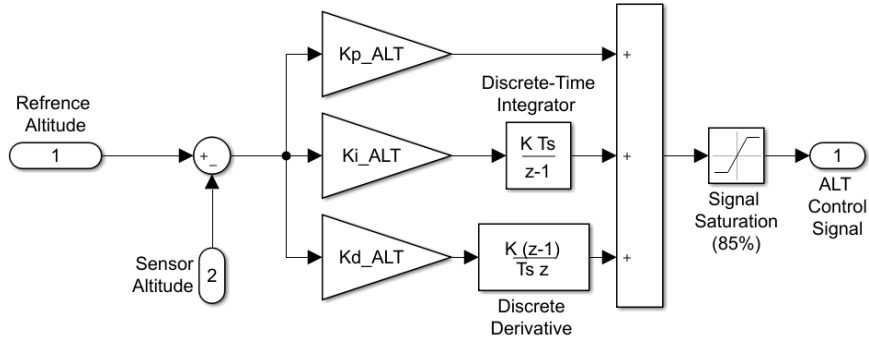 Kp_ALT
+
Discrete-Time
Integrator
Refrence
Altitude
1
+
_
Ki_ALT
K Ts
z-1
+
1
Signal
Saturation
(85%)
ALT
Control
Signal
Sensor
Altitude
2
Kd_ALT
K (z-1)
Ts z
+
Discrete
Derivative